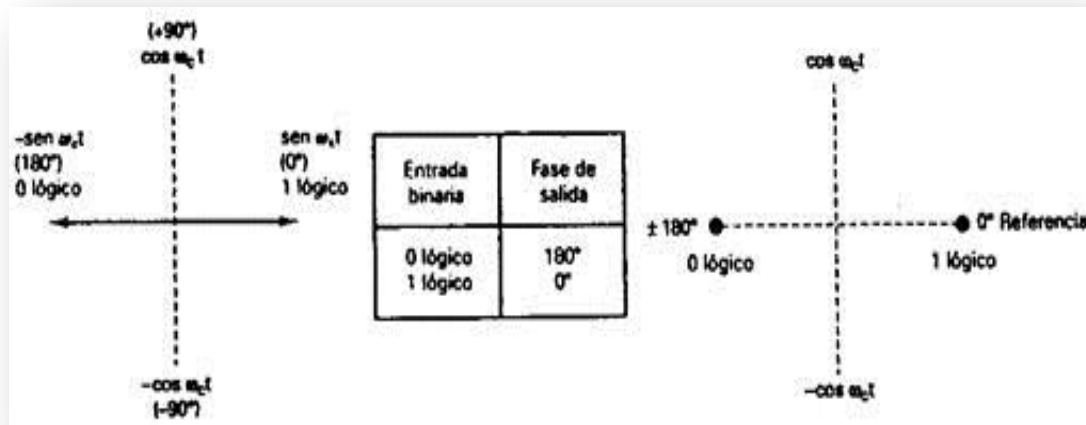 (+90°)
cos ωct
-sen ωct
(180°)
0 lógico
sen ωct
(0°)
1 lógico
-cos ωct
(-90°)
Entrada binaria
Fase de salida
0 lógico 180°
1 lógico 0°
cos ωct
± 180°
0 lógico
0° Referencia
1 lógico
-cos ωct